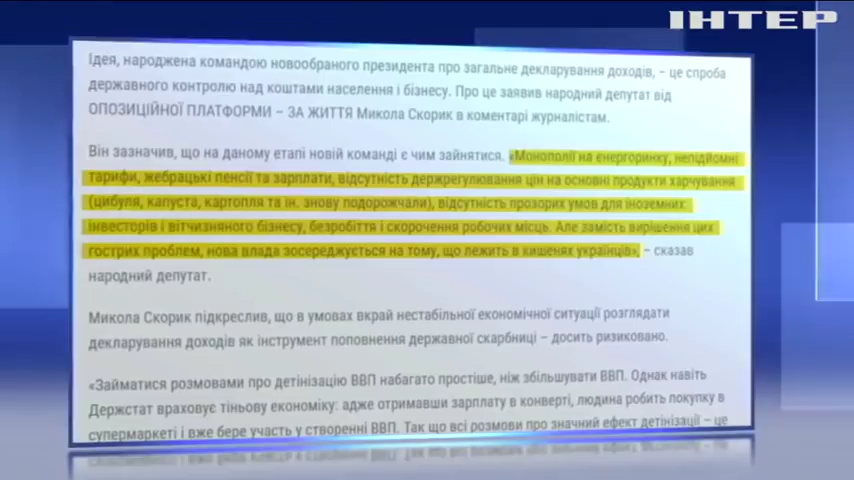 ІНТЕР
Ідея, народжена командою новообраного президента про загальне декларування доходів, – це спроба
державного контролю над коштами населення і бізнесу. Про це заявив народний депутат від
ОПОЗИЦІЙНОЇ ПЛАТФОРМИ – ЗА ЖИТТЯ Микола Скорик в коментарі журналістам.
Він зазначив, що на даному етапі новій команді є чим зайнятися. «Монополії на енергоринку, непідйомні
тарифи, жебрацькі пенсії та зарплати, відсутність держрегулювання цін на основні продукти харчування
(цибуля, капуста, картопля та ін. знову подорожчали), відсутність прозорих умов для іноземних
інвесторів і вітчизняного бізнесу, безробіття і скорочення робочих місць. Але замість вирішення цих
гострих проблем, нова влада зосереджується на тому, що лежить в кишенях українців», – сказав
народний депутат.
Микола Скорик підкреслив, що в умовах вкрай нестабільної економічної ситуації розглядати
декларування доходів як інструмент поповнення державної скарбниці – досить ризиковано.
«Займатися розмовами про детінізацію ВВП набагато простіше, ніж збільшувати ВВП. Однак навіть
Держстат враховує тіньову економіку: адже отримавши зарплату в конверті, людина робить покупку в
супермаркеті і вже бере участь у створенні ВВП. Так що всі розмови про значний ефект детінізації – це